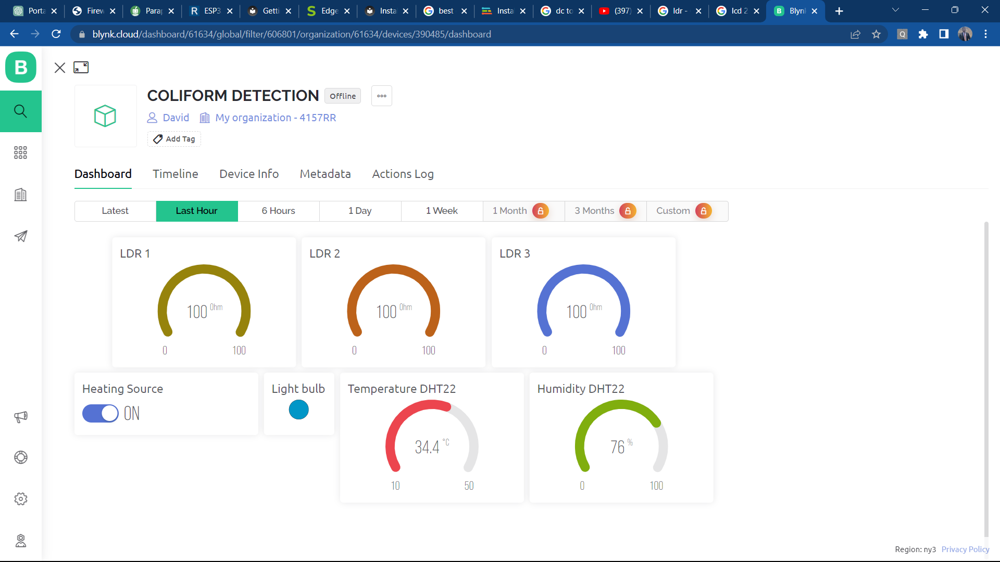 Porta
Firew
Parap
R ESP3
Getti
Edge
Insta
best
Insta
dc to
(397)
ldr -
lcd 2
B Blynk
blynk.cloud/dashboard/61634/global/filter/606801/organization/61634/devices/390485/dashboard
Q
B
COLIFORM DETECTION
Offline
David
My organization - 4157RR
Add Tag
Dashboard
Timeline
Device Info
Metadata
Actions Log
Latest
Last Hour
6 Hours
1 Day
1 Week
1 Month
3 Months
Custom
LDR 1
100 Ohm
0
100
LDR 2
100 Ohm
0
100
LDR 3
100 Ohm
0
100
Heating Source
ON
Light bulb
Temperature DHT22
34.4 °C
10
50
Humidity DHT22
76 %
0
100
Region: ny3
Privacy Policy